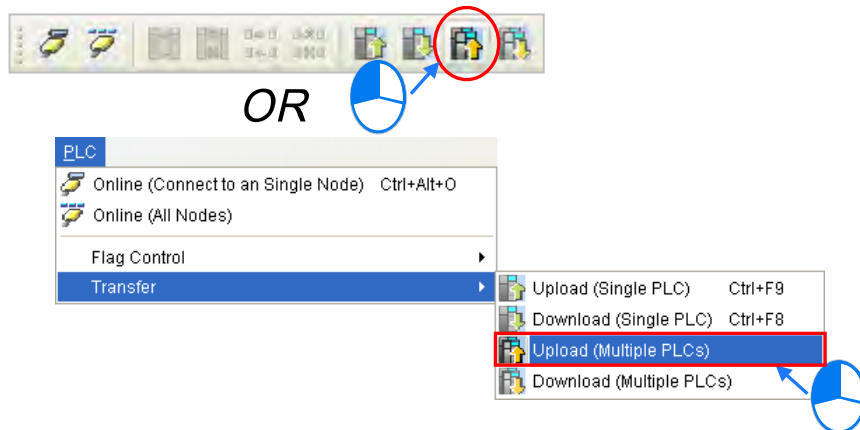 OR
PLC
Online (Connect to an Single Node) Ctrl+Alt+O
Online (All Nodes)
Flag Control
Transfer
Upload (Single PLC) Ctrl+F9
Download (Single PLC) Ctrl+F8
Upload (Multiple PLCs)
Download (Multiple PLCs)